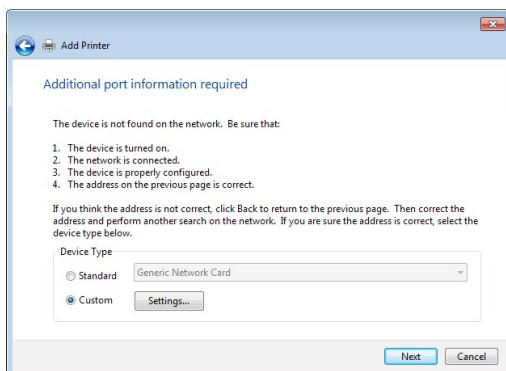 Add Printer
Additional port information required
The device is not found on the network. Be sure that:
1. The device is turned on.
2. The network is connected.
3. The device is properly configured.
4. The address on the previous page is correct.
If you think the address is not correct, click Back to return to the previous page. Then correct the
address and perform another search on the network. If you are sure the address is correct, select the
device type below.
Device Type
Standard Generic Network Card
Custom Settings...
Next Cancel